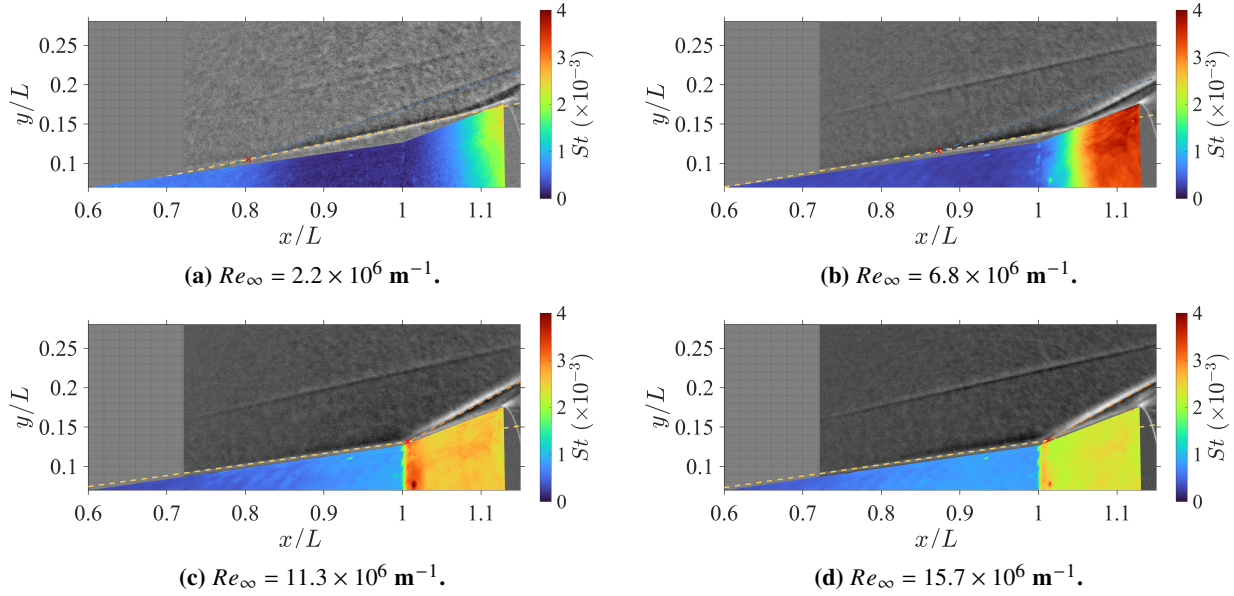 0.25
0.2
0.15
0.1
y/L
0.6 0.7 0.8 0.9 1 1.1
x/L
4
3
2
1
0
St (×10⁻³)
(a) Re∞ = 2.2 × 10⁶ m⁻¹.
0.25
0.2
0.15
0.1
y/L
0.6 0.7 0.8 0.9 1 1.1
x/L
4
3
2
1
0
St (×10⁻³)
(b) Re∞ = 6.8 × 10⁶ m⁻¹.
0.25
0.2
0.15
0.1
y/L
0.6 0.7 0.8 0.9 1 1.1
x/L
4
3
2
1
0
St (×10⁻³)
(c) Re∞ = 11.3 × 10⁶ m⁻¹.
0.25
0.2
0.15
0.1
y/L
0.6 0.7 0.8 0.9 1 1.1
x/L
4
3
2
1
0
St (×10⁻³)
(d) Re∞ = 15.7 × 10⁶ m⁻¹.